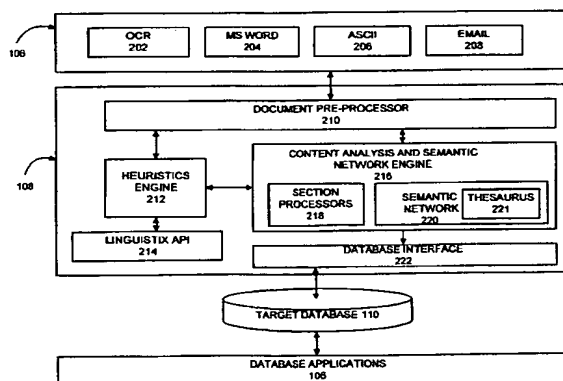 OCR
202
MS WORD
204
ASCII
206
EMAIL
208
106
DOCUMENT PRE-PROCESSOR
210
108
HEURISTICS
ENGINE
212
CONTENT ANALYSIS AND SEMANTIC
NETWORK ENGINE
216
SECTION
PROCESSORS
218
SEMANTIC
NETWORK
220
THESAURUS
221
LINGUISTIX API
214
DATABASE INTERFACE
222
TARGET DATABASE 110
DATABASE APPLICATIONS
106